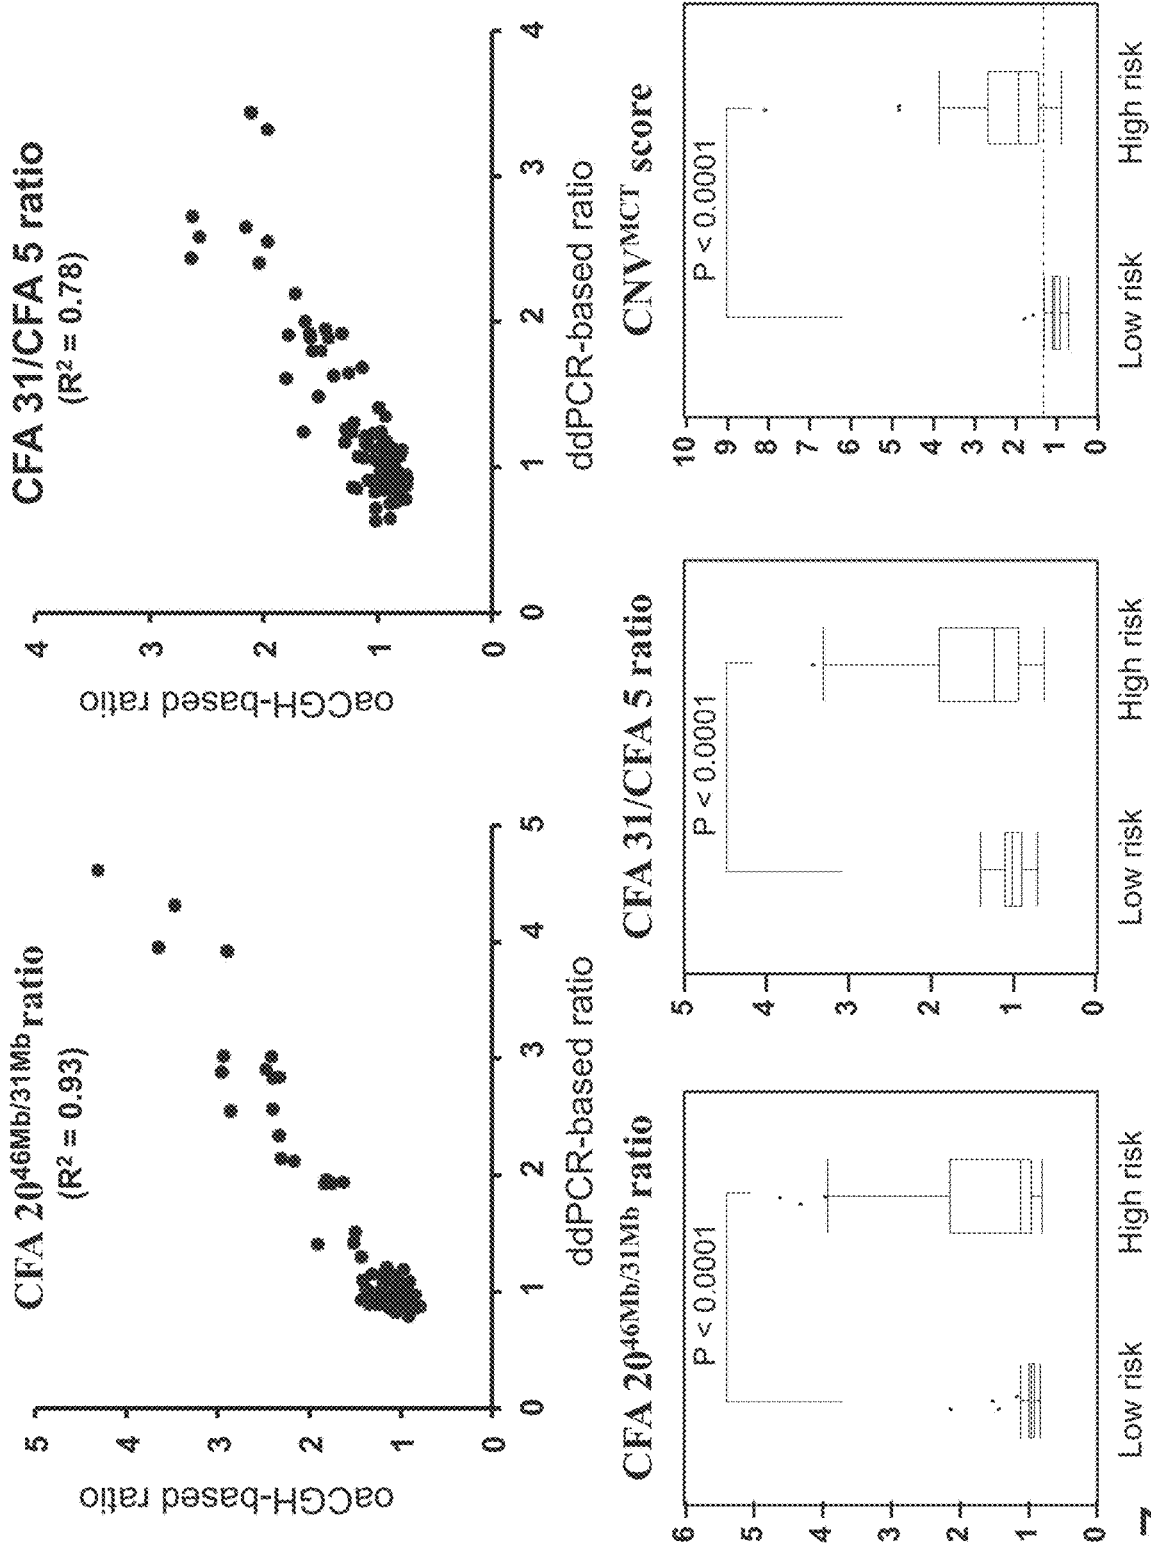 CFA 20^46Mb/31Mb ratio
(R² = 0.93)
oaCGH-based ratio
5
4
3
2
1
0
0 1 2 3 4 5
ddPCR-based ratio
CFA 31/CFA 5 ratio
(R² = 0.78)
oaCGH-based ratio
4
3
2
1
0
0 1 2 3 4
ddPCR-based ratio
CFA 20^46Mb/31Mb ratio
P < 0.0001
6
5
4
3
2
1
0
Low risk High risk
CFA 31/CFA 5 ratio
P < 0.0001
5
4
3
2
1
0
Low risk High risk
CNV^MCT score
P < 0.0001
10
9
8
7
6
5
4
3
2
1
0
Low risk High risk